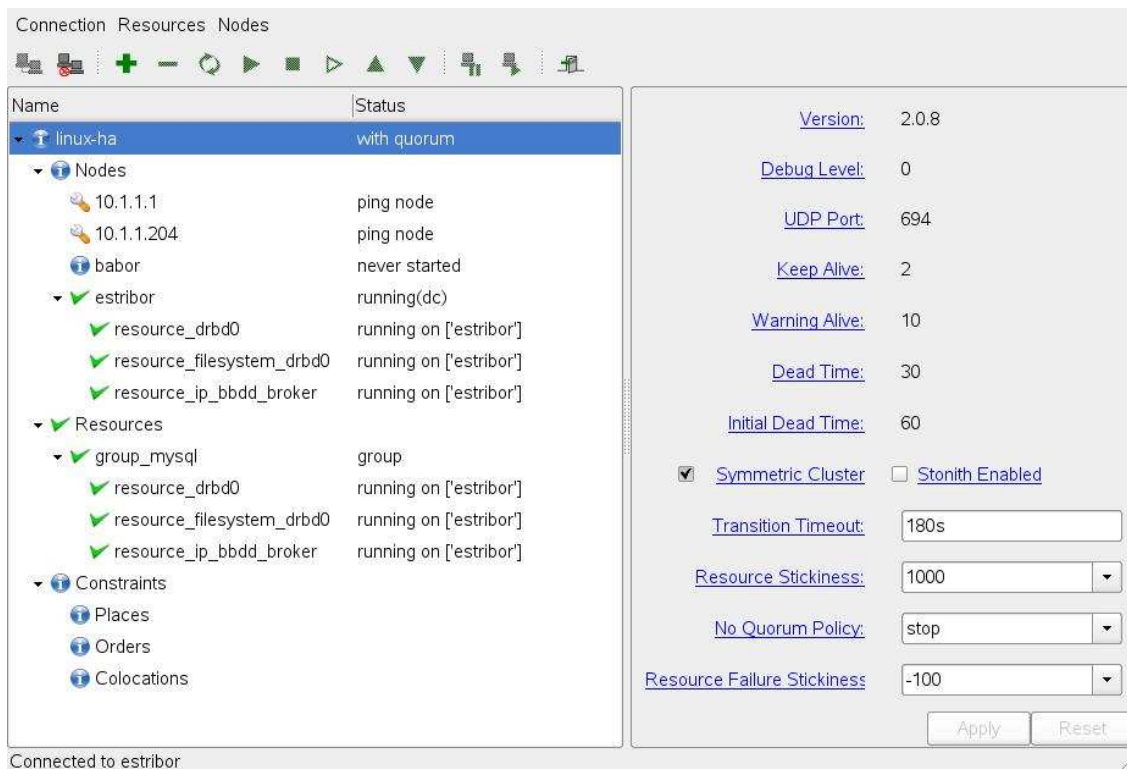 Connection Resources Nodes
Name Status
linux-ha with quorum
Nodes
10.1.1.1 ping node
10.1.1.204 ping node
babor never started
estribor running(dc)
resource_drbd0 running on ['estribor']
resource_filesystem_drbd0 running on ['estribor']
resource_ip_bbdd_broker running on ['estribor']
Resources
group_mysql group
resource_drbd0 running on ['estribor']
resource_filesystem_drbd0 running on ['estribor']
resource_ip_bbdd_broker running on ['estribor']
Constraints
Places
Orders
Colocations
Version: 2.0.8
Debug Level: 0
UDP Port: 694
Keep Alive: 2
Warning Alive: 10
Dead Time: 30
Initial Dead Time: 60
Symmetric Cluster Stonith Enabled
Transition Timeout: 180s
Resource Stickiness: 1000
No Quorum Policy: stop
Resource Failure Stickiness -100
Apply Reset
Connected to estribor